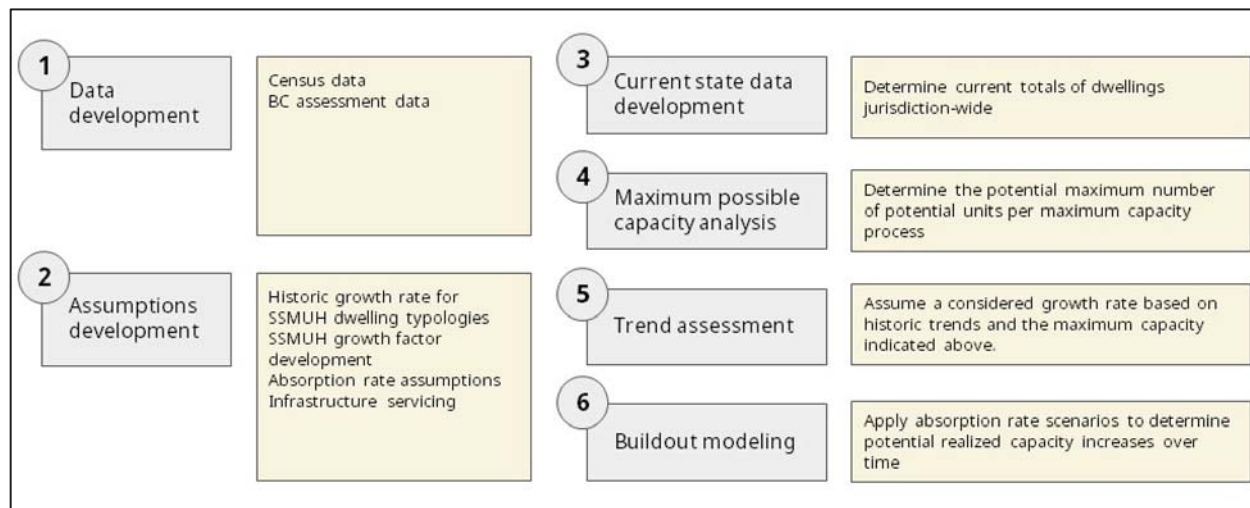 1
Data
development
Census data
BC assessment data
2
Assumptions
development
Historic growth rate for
SSMUH dwelling typologies
SSMUH growth factor
development
Absorption rate assumptions
Infrastructure servicing
3
Current state data
development
Determine current totals of dwellings
jurisdiction-wide
4
Maximum possible
capacity analysis
Determine the potential maximum number
of potential units per maximum capacity
process
5
Trend assessment
Assume a considered growth rate based on
historic trends and the maximum capacity
indicated above.
6
Buildout modeling
Apply absorption rate scenarios to determine
potential realized capacity increases over
time